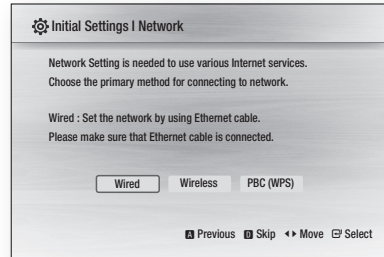 Initial Settings I Network
Network Setting is needed to use various Internet services.
Choose the primary method for connecting to network.
Wired : Set the network by using Ethernet cable.
Please make sure that Ethernet cable is connected.
Wired Wireless PBC (WPS)
A Previous D Skip Move Select